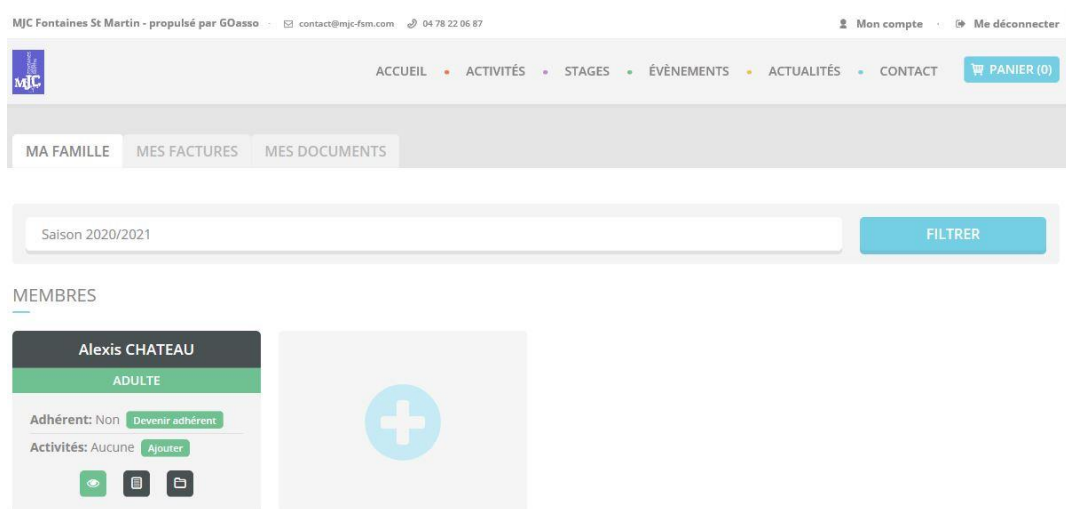 MJC Fontaines St Martin - propulsé par GOasso · contact@mjc-fsm.com 04 78 22 06 87 Mon compte · Me déconnecter
MJC ACCUEIL • ACTIVITÉS • STAGES • ÉVÈNEMENTS • ACTUALITÉS • CONTACT PANIER (0)
MA FAMILLE MES FACTURES MES DOCUMENTS
Saison 2020/2021 FILTRER
MEMBRES
Alexis CHATEAU
ADULTE
Adhérent: Non Devenir adhérent
Activités: Aucune Ajouter